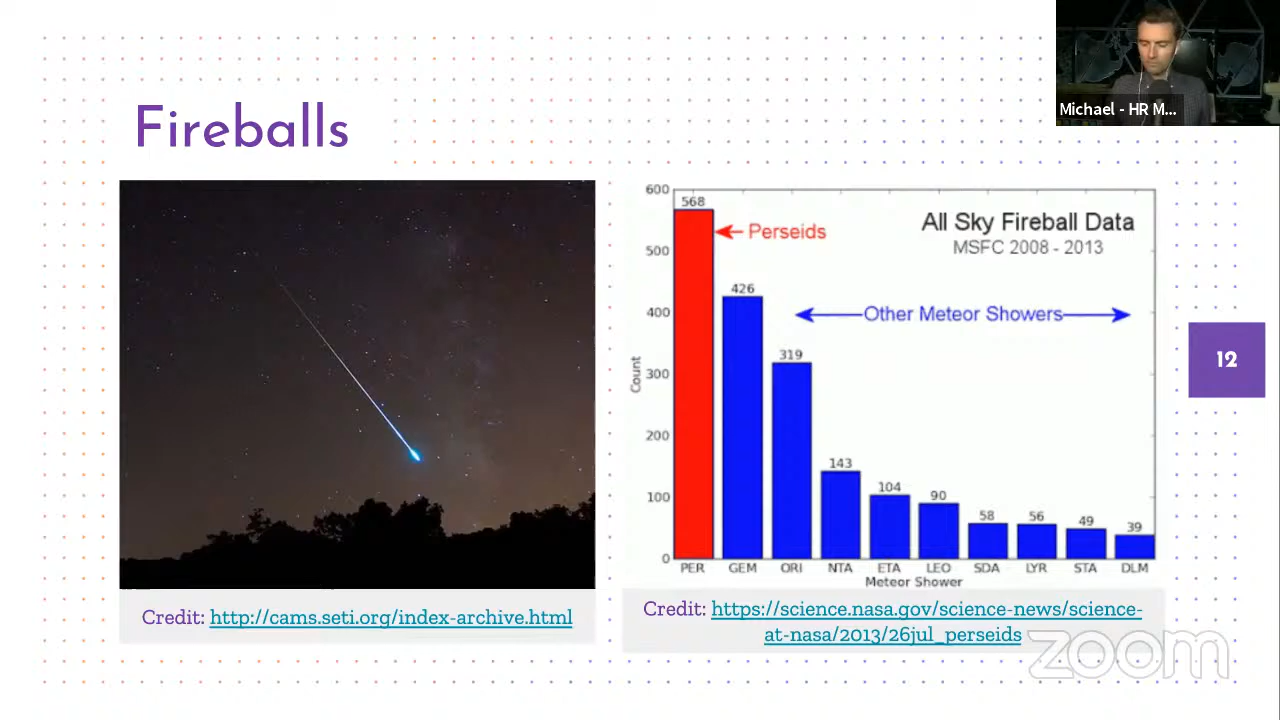 Michael - HR M...
Fireballs
600
568
Perseids
All Sky Fireball Data
MSFC 2008 - 2013
500
426
Other Meteor Showers
400
319
Count
300
200
143
104
100
90
58
56
49
39
0
PER GEM ORI NTA ETA LEO SDA LYR STA DLM
Meteor Shower
12
Credit: http://cams.seti.org/index-archive.html
Credit: https://science.nasa.gov/science-news/science-
at-nasa/2013/26jul_perseids
zoom